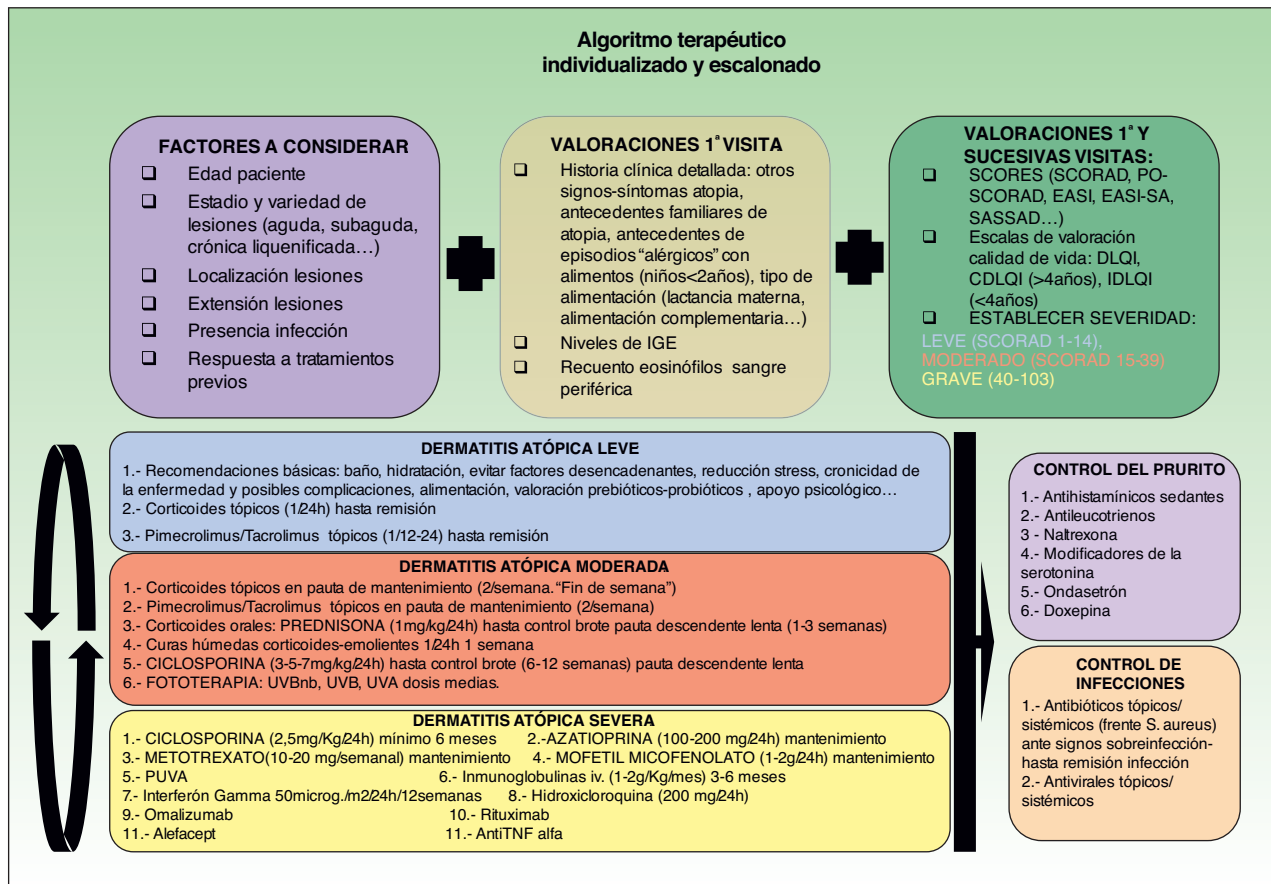 Algoritmo terapéutico
individualizado y escalonado
FACTORES A CONSIDERAR
❑ Edad paciente
❑ Estadio y variedad de
lesiones (aguda, subaguda,
crónica liquenificada…)
❑ Localización lesiones
❑ Extensión lesiones
❑ Presencia infección
❑ Respuesta a tratamientos
previos
VALORACIONES 1ª VISITA
❑ Historia clínica detallada: otros
signos-síntomas atopia,
antecedentes familiares de
atopia, antecedentes de
episodios “alérgicos” con
alimentos (niños<2años), tipo de
alimentación (lactancia materna,
alimentación complementaria…)
❑ Niveles de IGE
❑ Recuento eosinófilos sangre
periférica
VALORACIONES 1ª Y
SUCESIVAS VISITAS:
❑ SCORES (SCORAD, PO-
SCORAD, EASI, EASI-SA,
SASSAD…)
❑ Escalas de valoración
calidad de vida: DLQI,
CDLQI (>4años), IDLQI
(<4años)
❑ ESTABLECER SEVERIDAD:
LEVE (SCORAD 1-14),
MODERADO (SCORAD 15-39)
GRAVE (40-103)
DERMATITIS ATÓPICA LEVE
1.- Recomendaciones básicas: baño, hidratación, evitar factores desencadenantes, reducción stress, cronicidad de
la enfermedad y posibles complicaciones, alimentación, valoración prebióticos-probióticos , apoyo psicológico…
2.- Corticoides tópicos (1/24h) hasta remisión
3.- Pimecrolimus/Tacrolimus tópicos (1/12-24) hasta remisión
DERMATITIS ATÓPICA MODERADA
1.- Corticoides tópicos en pauta de mantenimiento (2/semana. “Fin de semana”)
2.- Pimecrolimus/Tacrolimus tópicos en pauta de mantenimiento (2/semana)
3.- Corticoides orales: PREDNISONA (1mg/kg/24h) hasta control brote pauta descendente lenta (1-3 semanas)
4.- Curas húmedas corticoides-emolientes 1/24h 1 semana
5.- CICLOSPORINA (3-5-7mg/kg/24h) hasta control brote (6-12 semanas) pauta descendente lenta
6.- FOTOTERAPIA: UVBnb, UVB, UVA dosis medias.
DERMATITIS ATÓPICA SEVERA
1.- CICLOSPORINA (2,5mg/Kg/24h) mínimo 6 meses 2.-AZATIOPRINA (100-200 mg/24h) mantenimiento
3.- METOTREXATO(10-20 mg/semanal) mantenimiento 4.- MOFETIL MICOFENOLATO (1-2g/24h) mantenimiento
5.- PUVA 6.- Inmunoglobulinas iv. (1-2g/Kg/mes) 3-6 meses
7.- Interferón Gamma 50microg./m2/24h/12semanas 8.- Hidroxicloroquina (200 mg/24h)
9.- Omalizumab 10.- Rituximab
11.- Alefacept 11.- AntiTNF alfa
CONTROL DEL PRURITO
1.- Antihistamínicos sedantes
2.- Antileucotrienos
3 - Naltrexona
4.- Modificadores de la
serotonina
5.- Ondasetrón
6.- Doxepina
CONTROL DE
INFECCIONES
1.- Antibióticos tópicos/
sistémicos (frente S. aureus)
ante signos sobreinfección-
hasta remisión infección
2.- Antivirales tópicos/
sistémicos